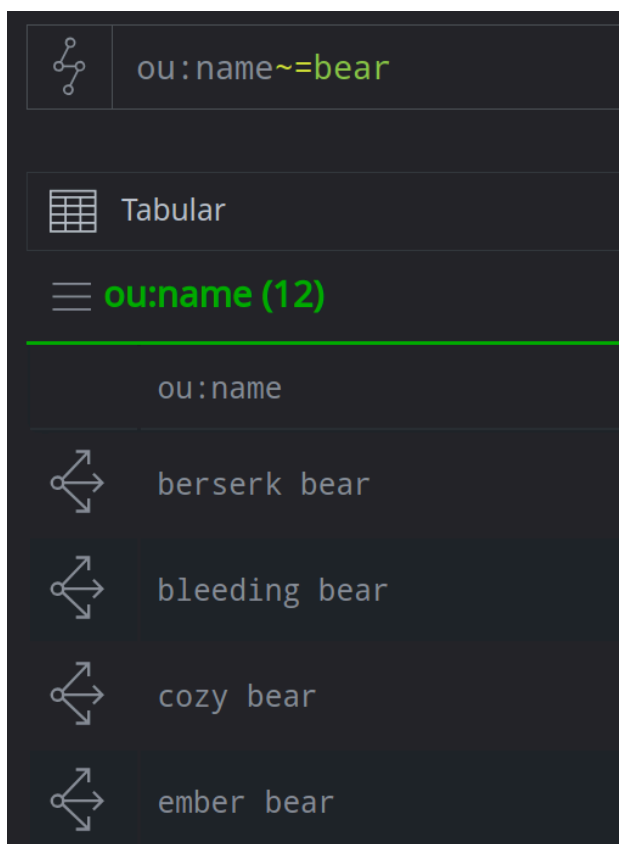 ou:name~=bear
Tabular
ou:name (12)
ou:name
berserk bear
bleeding bear
cozy bear
ember bear